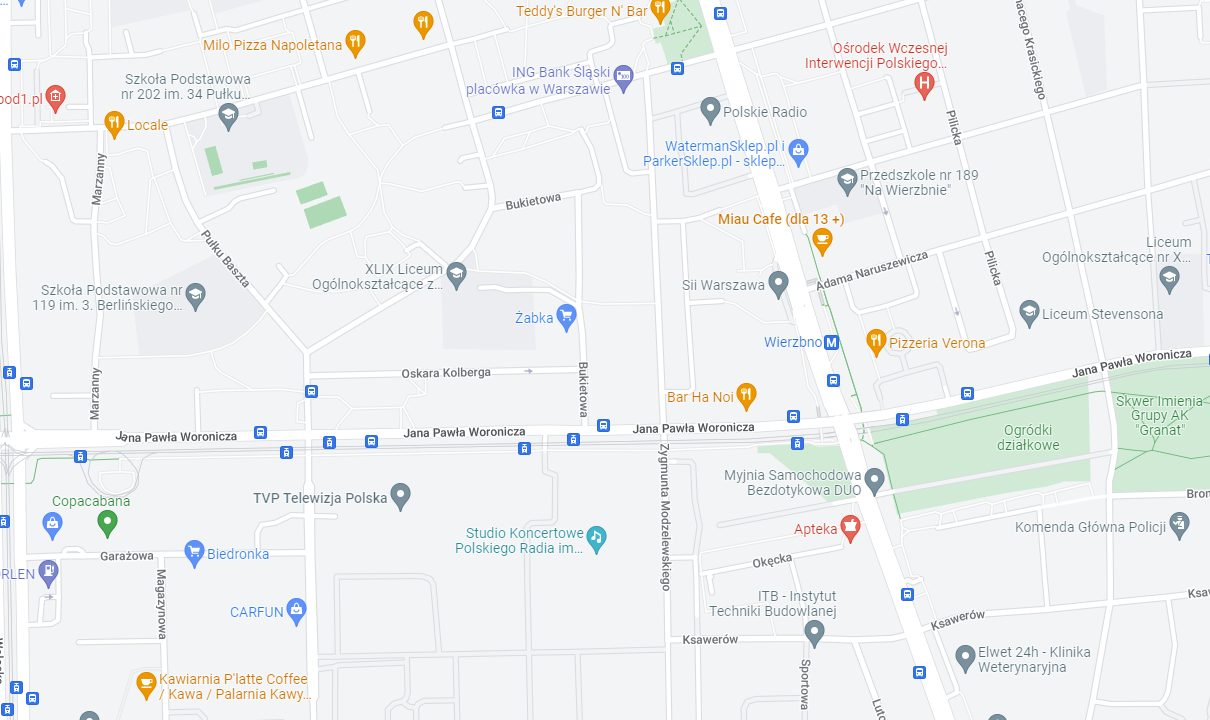 Teddy's Burger N' Bar
Milo Pizza Napoletana
Ośrodek Wczesnej
Interwencji Polskiego...
nacego Krasickiego
Szkoła Podstawowa
nr 202 im. 34 Pułku...
ING Bank Śląski
placówka w Warszawie
pod1.pl
Locale
Polskie Radio
Pilicka
WatermanSklep.pl i
ParkerSklep.pl - sklep...
Marzanny
Przedszkole nr 189
"Na Wierzbnie"
Bukietowa
Miau Cafe (dla 13 +)
Pułku Baszta
Liceum
Ogólnokształcące nr X...
XLIX Liceum
Ogólnokształcące z...
Adama Naruszewicza
Pilicka
Szkoła Podstawowa nr
119 im. 3. Berlińskiego...
Sii Warszawa
Żabka
Liceum Stevensona
Wierzbno
M
Pizzeria Verona
Jana Pawła Woronicza
Oskara Kolberga
Marzanny
Bukietowa
Bar Ha Noi
Skwer Imienia
Grupy AK
"Granat"
Jana Pawła Woronicza
Jana Pawła Woronicza
Jana Pawła Woronicza
Ogródki
działkowe
Zygmunta Modzelewskiego
Myjnia Samochodowa
Bezdotykowa DUO
Copacabana
TVP Telewizja Polska
Bron
Apteka
Komenda Główna Policji
Studio Koncertowe
Polskiego Radia im...
Garażowa
Biedronka
Okęcka
RLEN
Magazynowa
CARFUN
ITB - Instytut
Techniki Budowlanej
Ksawerów
Ksaw
Ksawerów
Elwet 24h - Klinika
Weterynaryjna
Sportowa
Kawiarnia P'latte Coffee
/ Kawa / Palarnia Kawy...